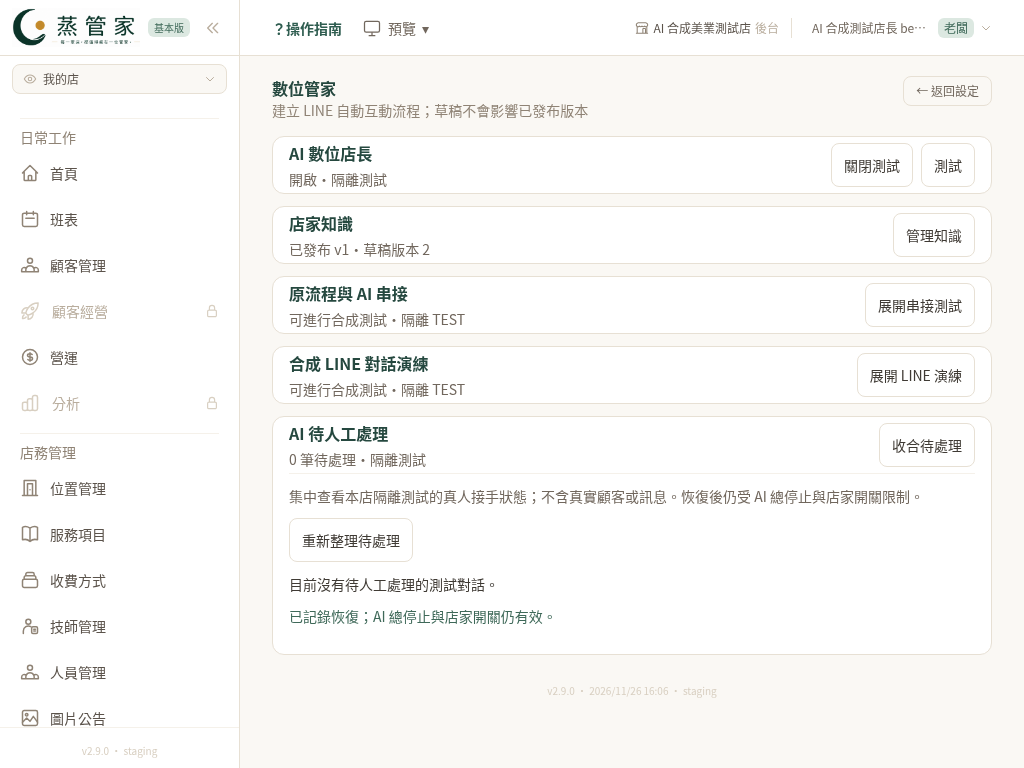 蒸管家
基本版
我的店
日常工作
首頁
班表
顧客管理
顧客經營
營運
分析
店務管理
位置管理
服務項目
收費方式
技師管理
人員管理
圖片公告
v2.9.0 · staging
？操作指南
預覽 ▾
AI 合成美業測試店 後台
AI 合成測試店長 be…
老闆
數位管家
建立 LINE 自動互動流程；草稿不會影響已發布版本
← 返回設定
AI 數位店長
開啟・隔離測試
關閉測試
測試
店家知識
已發布 v1・草稿版本 2
管理知識
原流程與 AI 串接
可進行合成測試・隔離 TEST
展開串接測試
合成 LINE 對話演練
可進行合成測試・隔離 TEST
展開 LINE 演練
AI 待人工處理
0 筆待處理・隔離測試
收合待處理
集中查看本店隔離測試的真人接手狀態；不含真實顧客或訊息。恢復後仍受 AI 總停止與店家開關限制。
重新整理待處理
目前沒有待人工處理的測試對話。
已記錄恢復；AI 總停止與店家開關仍有效。
v2.9.0 · 2026/11/26 16:06 · staging